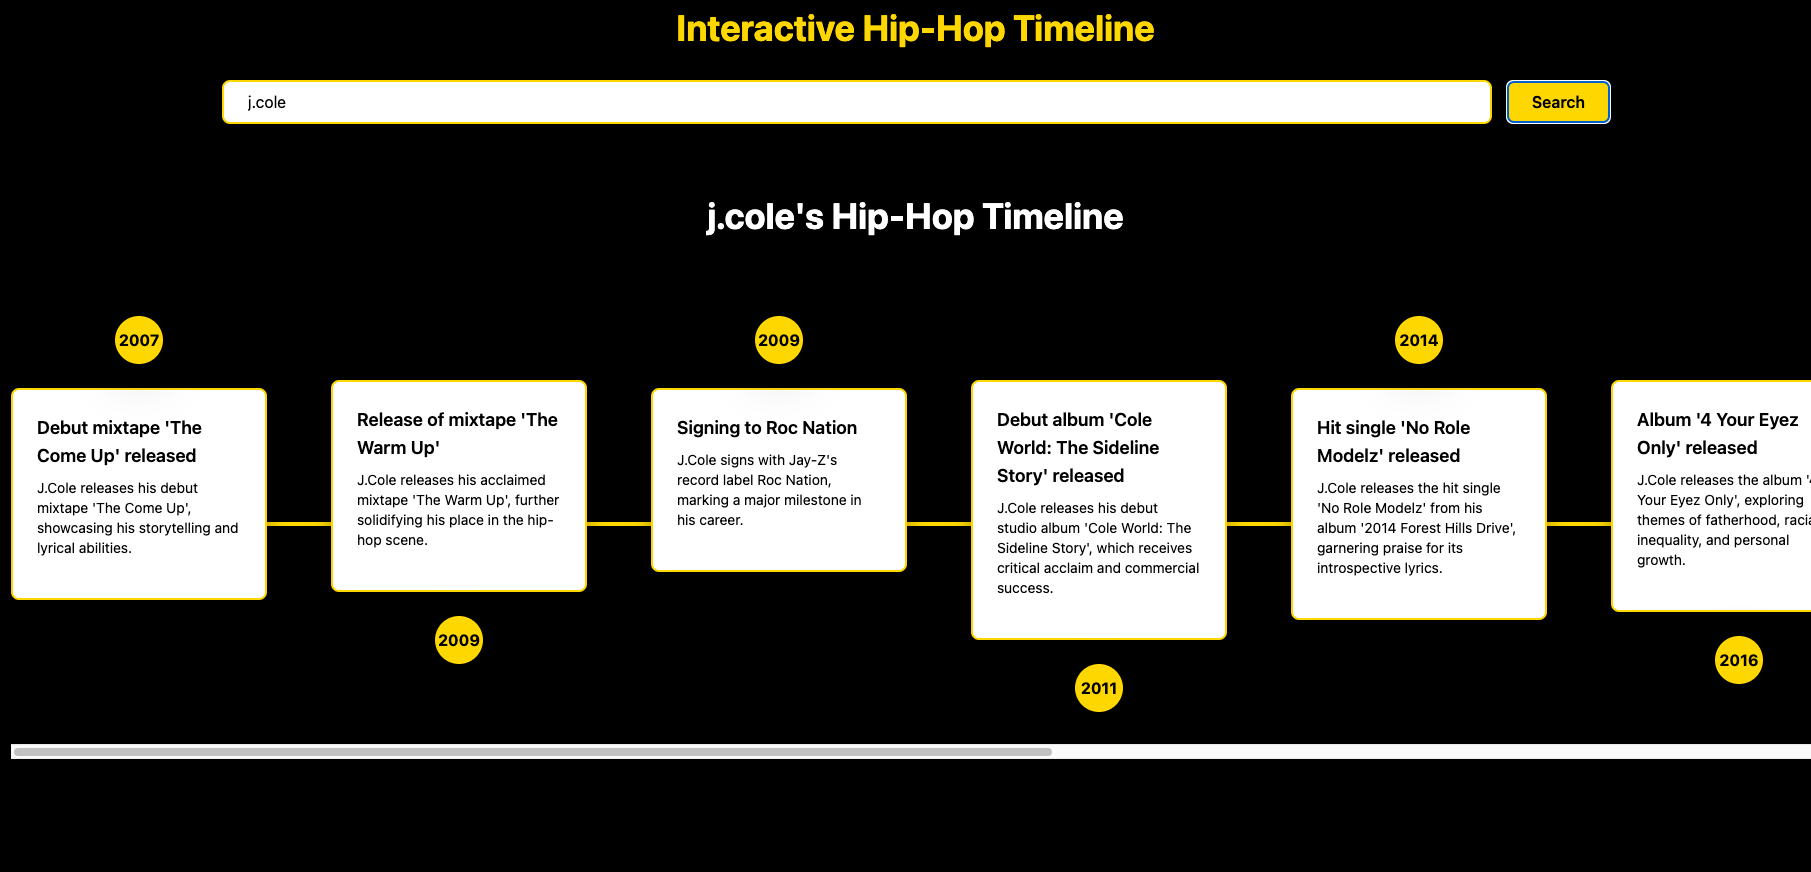 Interactive Hip-Hop Timeline
j.cole
Search
j.cole's Hip-Hop Timeline
2007
Debut mixtape 'The
Come Up' released
J.Cole releases his debut
mixtape 'The Come Up',
showcasing his storytelling and
lyrical abilities.
Release of mixtape 'The
Warm Up'
J.Cole releases his acclaimed
mixtape 'The Warm Up', further
solidifying his place in the hip-
hop scene.
2009
2009
Signing to Roc Nation
J.Cole signs with Jay-Z's
record label Roc Nation,
marking a major milestone in
his career.
Debut album 'Cole
World: The Sideline
Story' released
J.Cole releases his debut
studio album 'Cole World: The
Sideline Story', which receives
critical acclaim and commercial
success.
2011
2014
Hit single 'No Role
Modelz' released
J.Cole releases the hit single
'No Role Modelz' from his
album '2014 Forest Hills Drive',
garnering praise for its
introspective lyrics.
Album '4 Your Eyez
Only' released
J.Cole releases the album
Your Eyez Only', exploring
themes of fatherhood,
inequality, and personal
growth.
2016